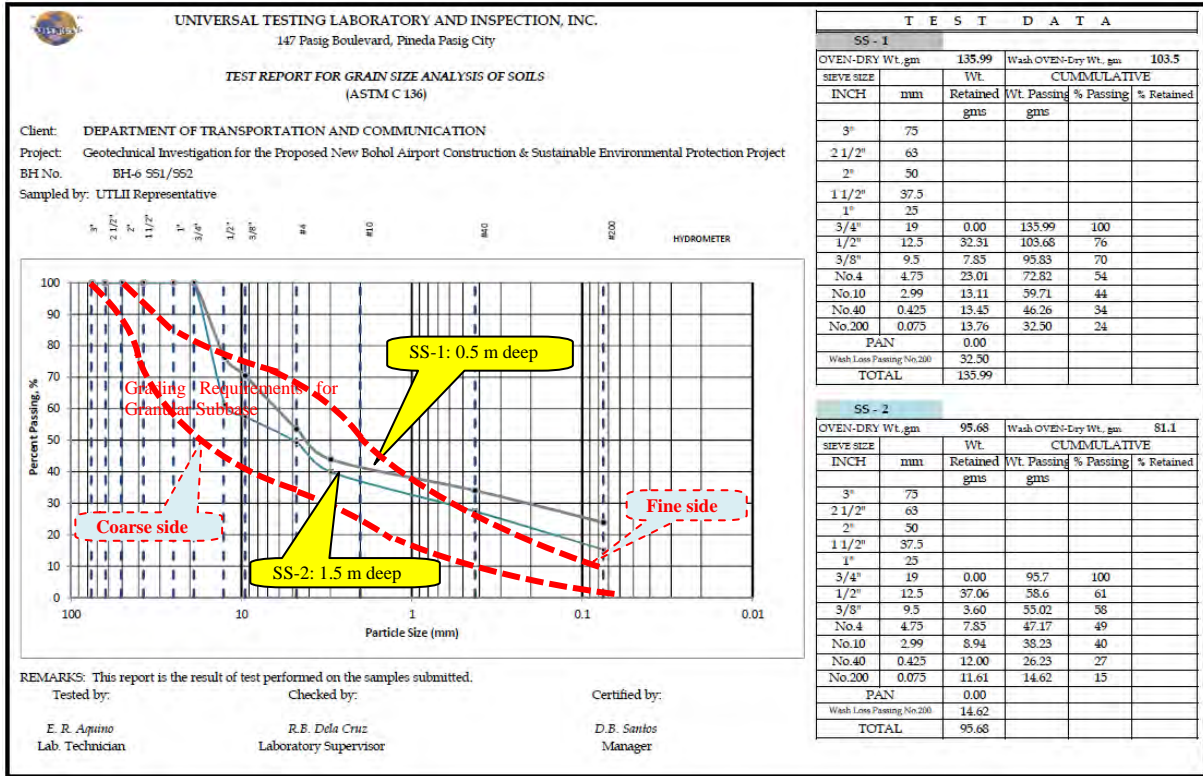 UNIVERSAL TESTING LABORATORY AND INSPECTION, INC.
147 Pasig Boulevard, Pineda Pasig City
TEST REPORT FOR GRAIN SIZE ANALYSIS OF SOILS
(ASTM C 136)
Client: DEPARTMENT OF TRANSPORTATION AND COMMUNICATION
Project: Geotechnical Investigation for the Proposed New Bohol Airport Construction & Sustainable Environmental Protection Project
BH No. BH-6 SS1/SS2
Sampled by: UTLII Representative
3" 2 1/2" 2" 1 1/2" 1" 3/4" 1/2" 3/8" #4 #10 #40 #200 HYDROMETER
Percent Passing, %
100
90
80
70
60
50
40
30
20
10
0
SS-1: 0.5 m deep
Grading Requirements for
Granular Subbase
Coarse side
Fine side
SS-2: 1.5 m deep
100 10 1 0.1 0.01
Particle Size (mm)
REMARKS: This report is the result of test performed on the samples submitted.
Tested by: Checked by: Certified by:
E. R. Aquino R.B. Dela Cruz D.B. Santos
Lab. Technician Laboratory Supervisor Manager
T E S T D A T A
SS - 1
OVEN-DRY Wt.,gm 135.99 Wash OVEN-Dry Wt., gm 103.5
SIEVE SIZE Wt. CUMMULATIVE
INCH mm Retained Wt. Passing % Passing % Retained
gms gms
3" 75
2 1/2" 63
2" 50
1 1/2" 37.5
1" 25
3/4" 19 0.00 135.99 100
1/2" 12.5 32.31 103.68 76
3/8" 9.5 7.85 95.83 70
No.4 4.75 23.01 72.82 54
No.10 2.99 13.11 59.71 44
No.40 0.425 13.45 46.26 34
No.200 0.075 13.76 32.50 24
PAN 0.00
Wash Loss Passing No.200 32.50
TOTAL 135.99
SS - 2
OVEN-DRY Wt.,gm 95.68 Wash OVEN-Dry Wt., gm 81.1
SIEVE SIZE Wt. CUMMULATIVE
INCH mm Retained Wt. Passing % Passing % Retained
gms gms
3" 75
2 1/2" 63
2" 50
1 1/2" 37.5
1" 25
3/4" 19 0.00 95.7 100
1/2" 12.5 37.06 58.6 61
3/8" 9.5 3.60 55.02 58
No.4 4.75 7.85 47.17 49
No.10 2.99 8.94 38.23 40
No.40 0.425 12.00 26.23 27
No.200 0.075 11.61 14.62 15
PAN 0.00
Wash Loss Passing No.200 14.62
TOTAL 95.68